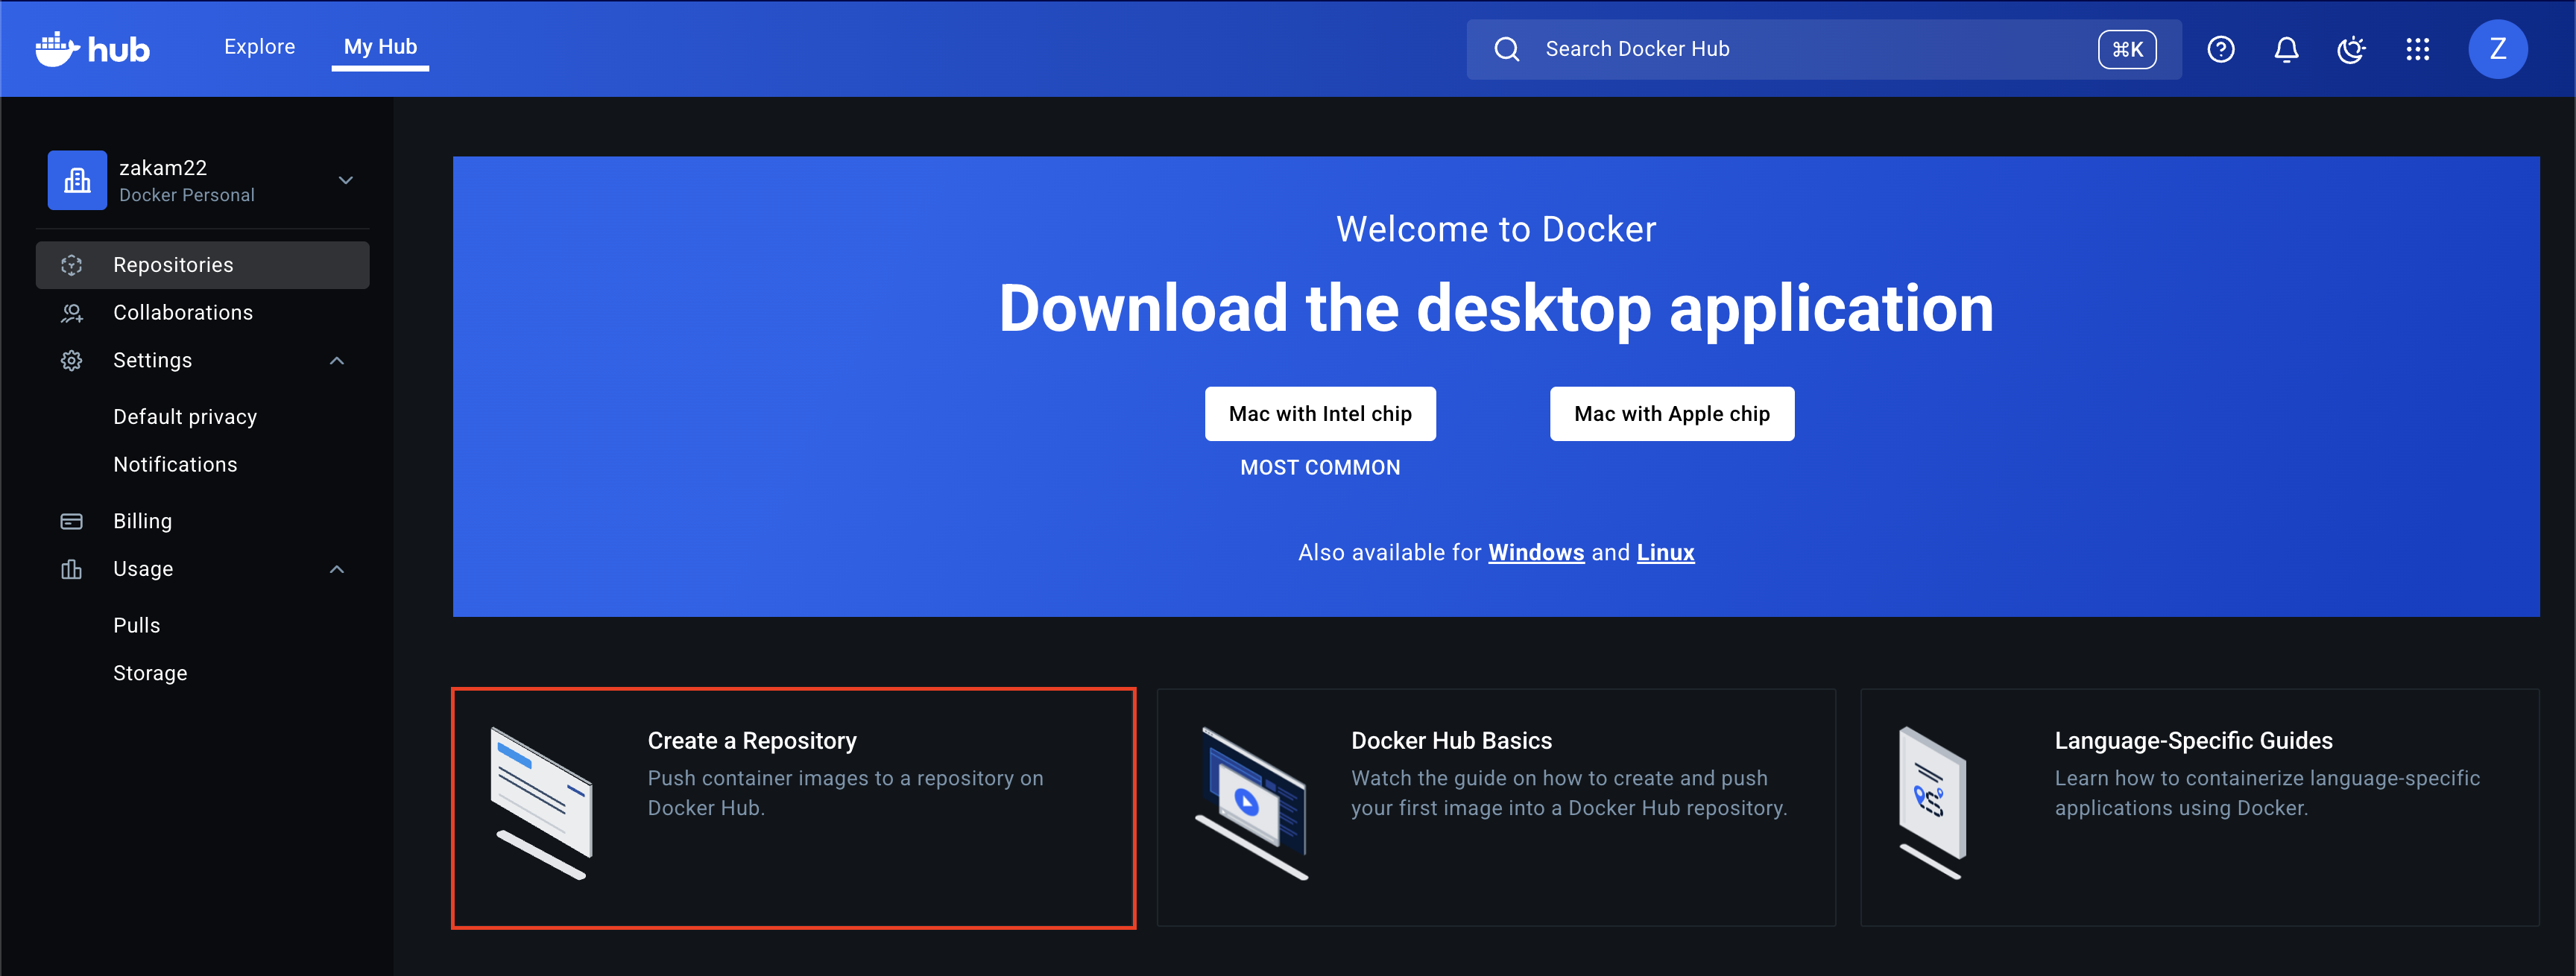 hub
Explore
My Hub
Search Docker Hub
⌘K
Z
zakam22
Docker Personal
Repositories
Collaborations
Settings
Default privacy
Notifications
Billing
Usage
Pulls
Storage
Welcome to Docker
Download the desktop application
Mac with Intel chip
Mac with Apple chip
MOST COMMON
Also available for Windows and Linux
Create a Repository
Push container images to a repository on
Docker Hub.
Docker Hub Basics
Watch the guide on how to create and push
your first image into a Docker Hub repository.
Language-Specific Guides
Learn how to containerize language-specific
applications using Docker.